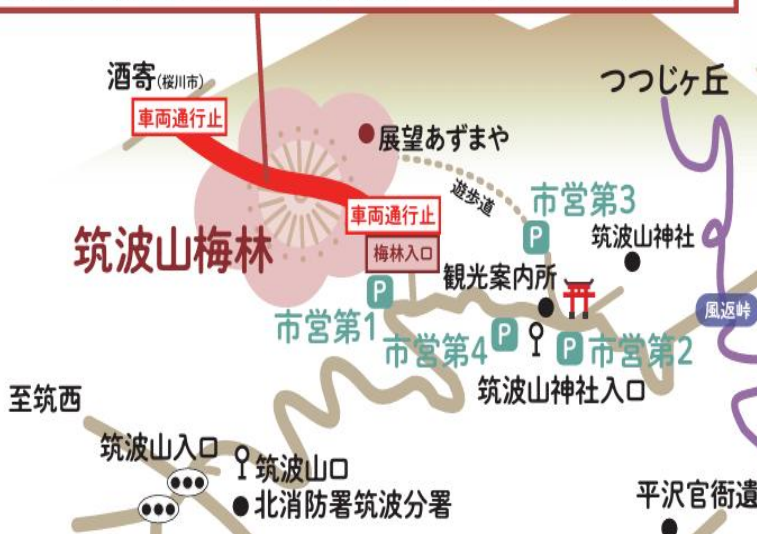 酒寄(桜川市)
車両通行止
つつじヶ丘
展望あずまや
遊歩道
市営第3
P
車両通行止
筑波山梅林
梅林入口
筑波山神社
観光案内所
P
市営第1
風返峠
市営第4 P
P 市営第2
筑波山神社入口
至筑西
筑波山入口
筑波山口
北消防署筑波分署
平沢官衙遺